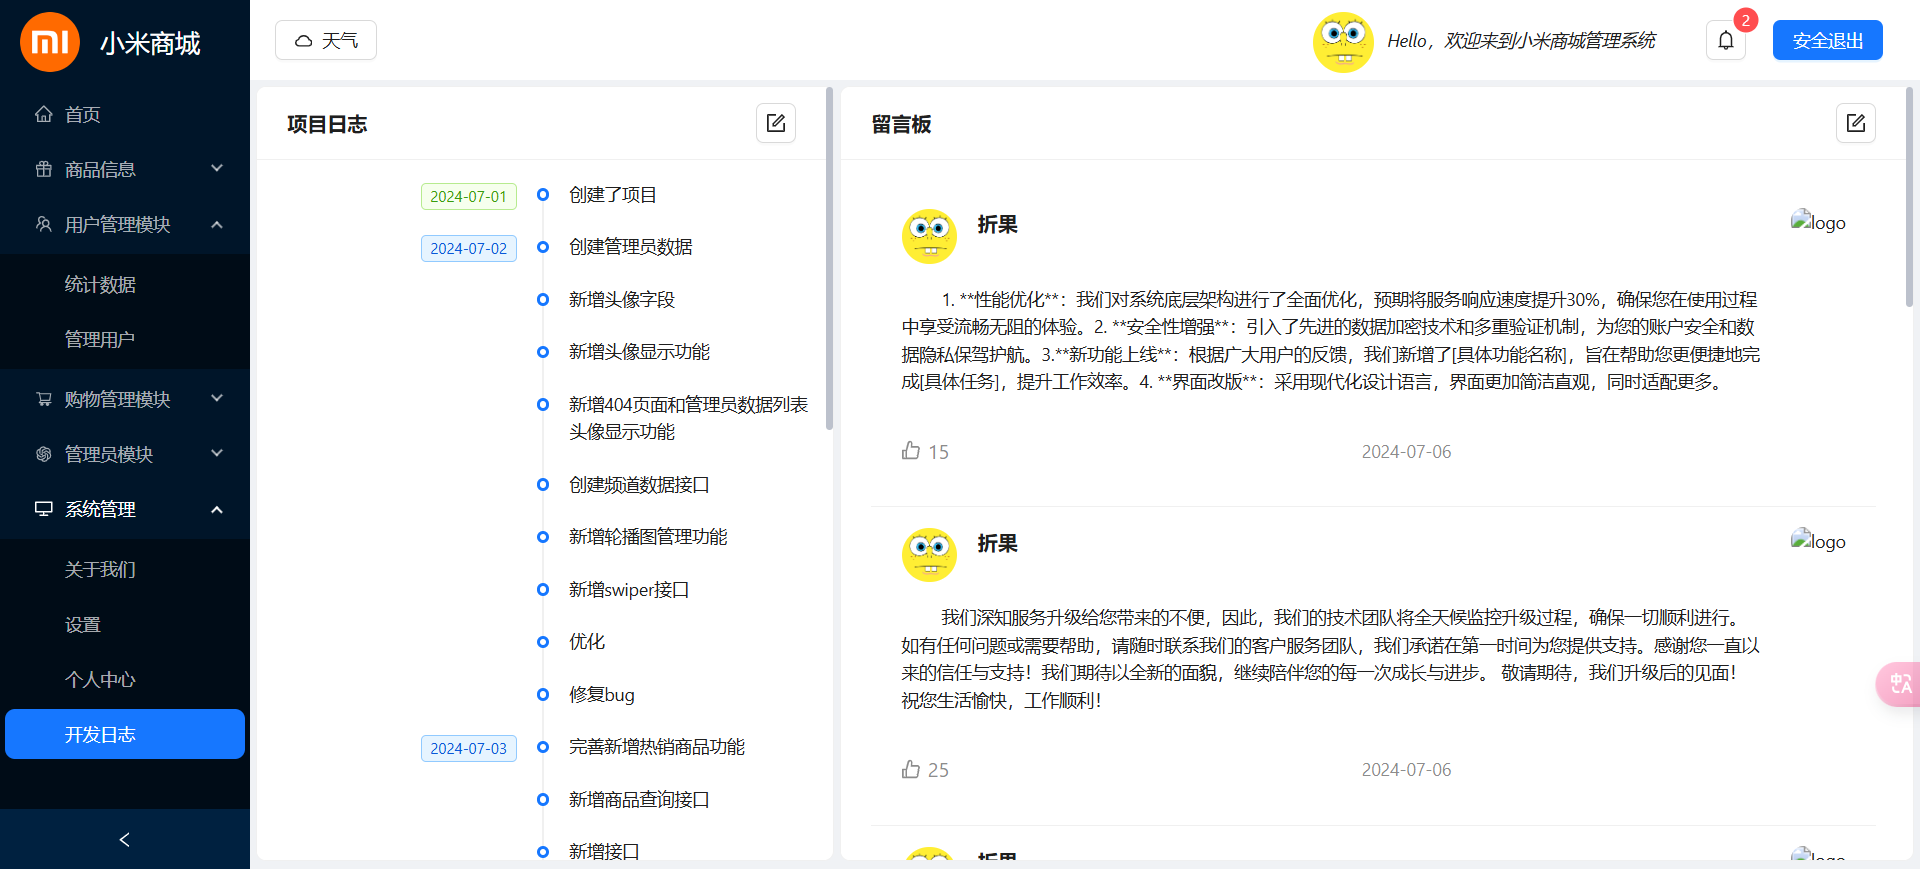 小米商城
首页
商品信息
用户管理模块
统计数据
管理用户
购物管理模块
管理员模块
系统管理
关于我们
设置
个人中心
开发日志
天气
Hello，欢迎来到小米商城管理系统
2
安全退出
项目日志
2024-07-01 创建了项目
2024-07-02 创建管理员数据
新增头像字段
新增头像显示功能
新增404页面和管理员数据列表
头像显示功能
创建频道数据接口
新增轮播图管理功能
新增swiper接口
优化
修复bug
2024-07-03 完善新增热销商品功能
新增商品查询接口
新增接口
留言板
折果
logo
1. **性能优化**：我们对系统底层架构进行了全面优化，预期将服务响应速度提升30%，确保您在使用过程
中享受流畅无阻的体验。2. **安全性增强**：引入了先进的数据加密技术和多重验证机制，为您的账户安全和数
据隐私保驾护航。3.**新功能上线**：根据广大用户的反馈，我们新增了[具体功能名称]，旨在帮助您更便捷地完
成[具体任务]，提升工作效率。4. **界面改版**：采用现代化设计语言，界面更加简洁直观，同时适配更多。
15
2024-07-06
折果
logo
我们深知服务升级给您带来的不便，因此，我们的技术团队将全天候监控升级过程，确保一切顺利进行。
如有任何问题或需要帮助，请随时联系我们的客户服务团队，我们承诺在第一时间为您提供支持。感谢您一直以
来的信任与支持！我们期待以全新的面貌，继续陪伴您的每一次成长与进步。 敬请期待，我们升级后的见面！
祝您生活愉快，工作顺利！
25
2024-07-06
折果
logo